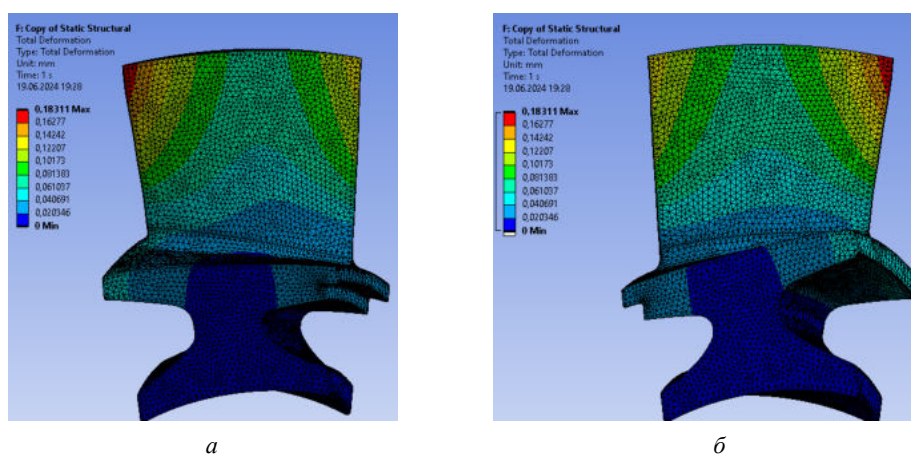 F: Copy of Static Structural
Total Deformation
Type: Total Deformation
Unit: mm
Time: 1 s
19.06.2024 19:28
0,18311 Max
0,16277
0,14242
0,12207
0,10173
0,081383
0,061037
0,040691
0,020346
0 Min
F: Copy of Static Structural
Total Deformation
Type: Total Deformation
Unit: mm
Time: 1 s
19.06.2024 19:28
0,18311 Max
0,16277
0,14242
0,12207
0,10173
0,081383
0,061037
0,040691
0,020346
0 Min
а
б